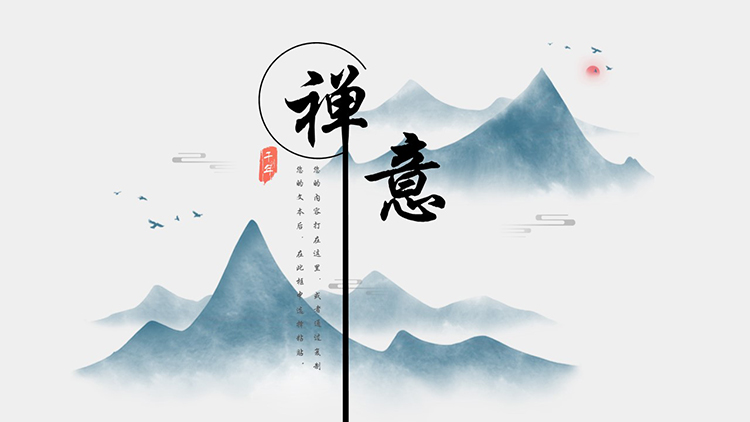 禅
意
千年
您的内容打在这里，或者通过复制
您的文本后，在此框中选择粘贴，